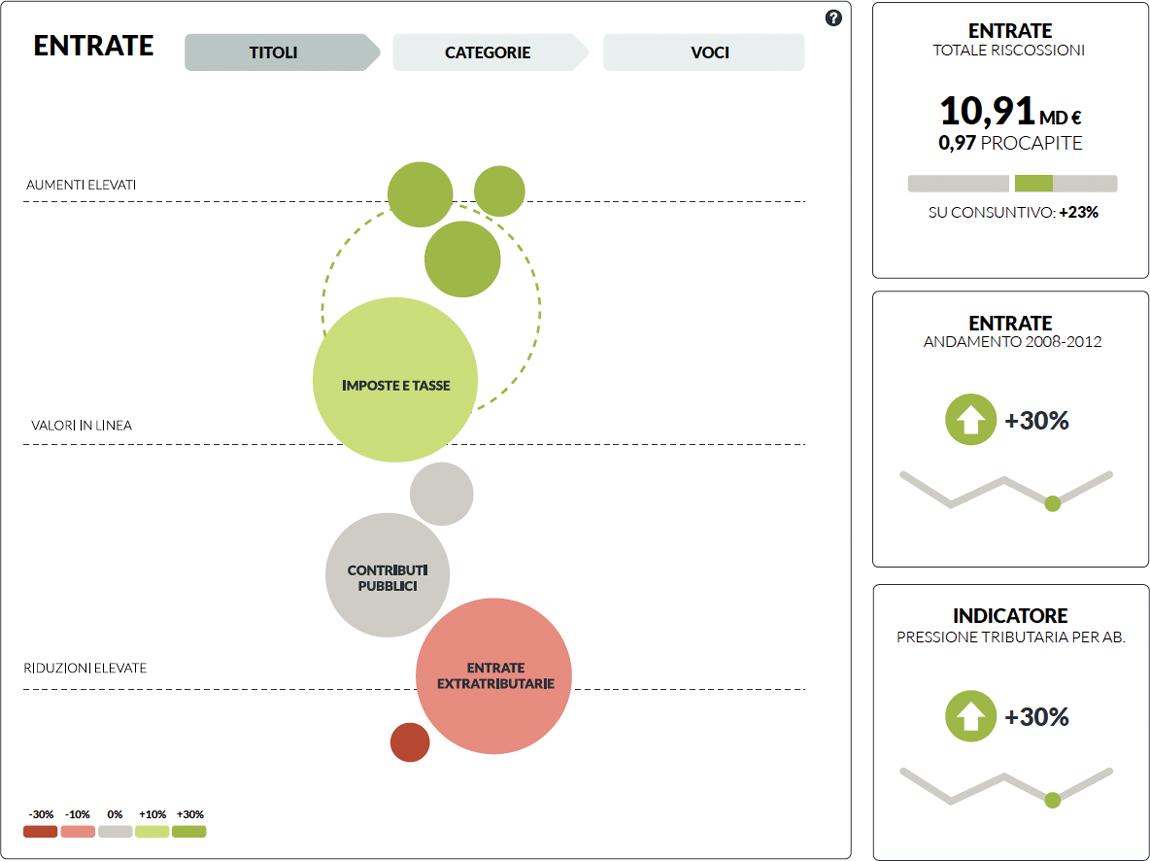 ENTRATE
TITOLI
CATEGORIE
VOCI
?
AUMENTI ELEVATI
IMPOSTE E TASSE
VALORI IN LINEA
CONTRIBUTI
PUBBLICI
RIDUZIONI ELEVATE
ENTRATE
EXTRATRIBUTARIE
-30% -10% 0% +10% +30%
ENTRATE
TOTALE RISCOSSIONI
10,91 MD €
0,97 PROCAPITE
SU CONSUNTIVO: +23%
ENTRATE
ANDAMENTO 2008-2012
+30%
INDICATORE
PRESSIONE TRIBUTARIA PER AB.
+30%